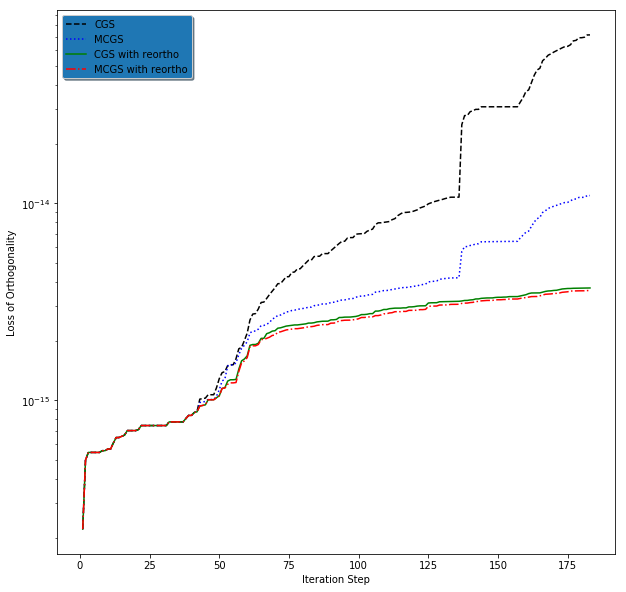 CGS
MCGS
CGS with reortho
MCGS with reortho
10⁻¹⁴
10⁻¹⁵
Loss of Orthogonality
0 25 50 75 100 125 150 175
Iteration Step